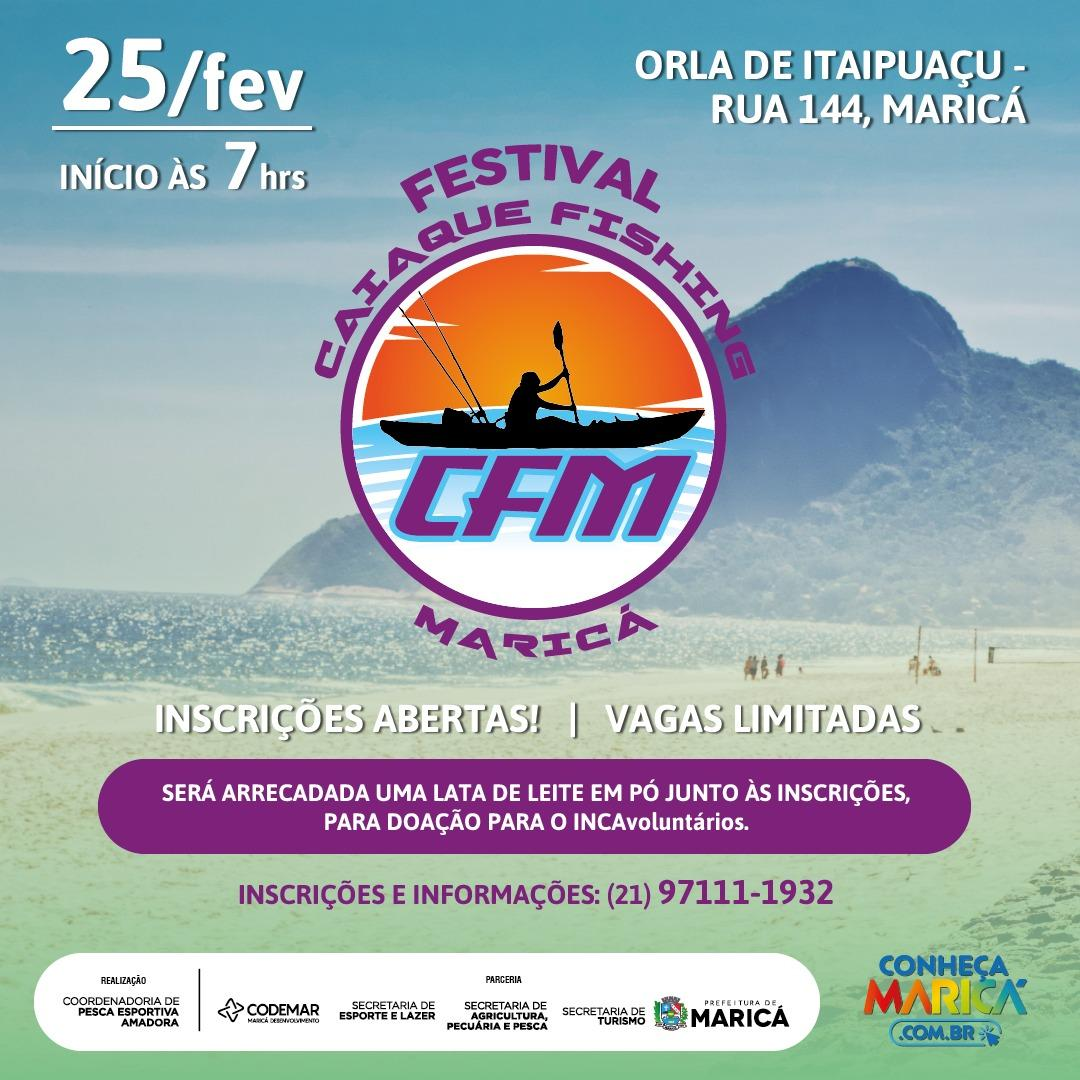 25/fev
INÍCIO ÀS 7hrs
ORLA DE ITAIPUAÇU -
RUA 144, MARICÁ
FESTIVAL
CAIAQUE FISHING
CFM
MARICÁ
INSCRIÇÕES ABERTAS! | VAGAS LIMITADAS
SERÁ ARRECADADA UMA LATA DE LEITE EM PÓ JUNTO ÀS INSCRIÇÕES,
PARA DOAÇÃO PARA O INCAvoluntários.
INSCRIÇÕES E INFORMAÇÕES: (21) 97111-1932
REALIZAÇÃO
COORDENADORIA DE
PESCA ESPORTIVA
AMADORA
PARCERIA
CODEMAR
MARICÁ DESENVOLVIMENTO
SECRETARIA DE
ESPORTE E LAZER
SECRETARIA DE
AGRICULTURA,
PECUÁRIA E PESCA
SECRETARIA DE
TURISMO
PREFEITURA DE
MARICÁ
CONHEÇA
MARICÁ
.COM.BR